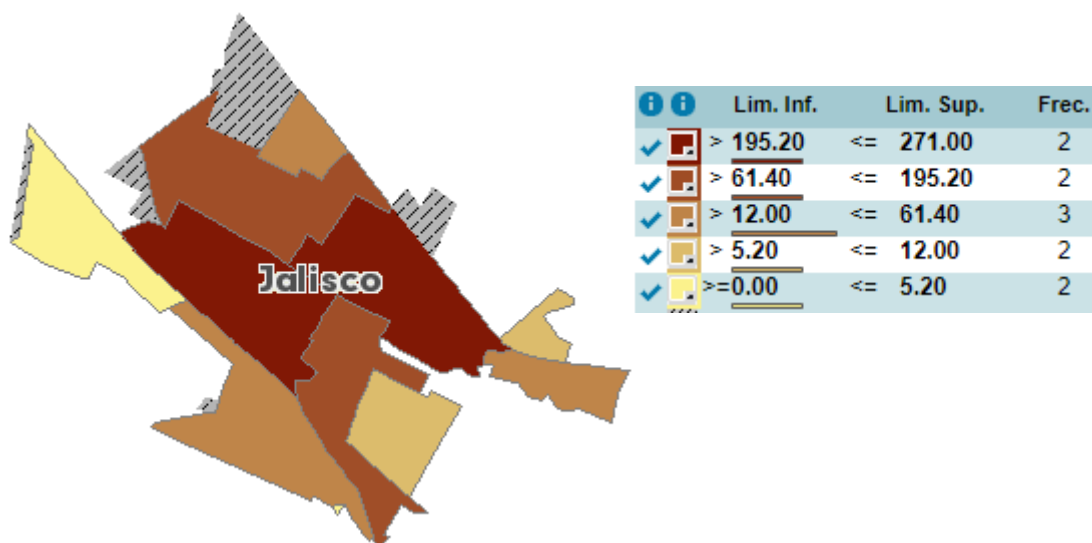 Jalisco
Lim. Inf. Lim. Sup. Frec.
> 195.20 <= 271.00 2
> 61.40 <= 195.20 2
> 12.00 <= 61.40 3
> 5.20 <= 12.00 2
>= 0.00 <= 5.20 2